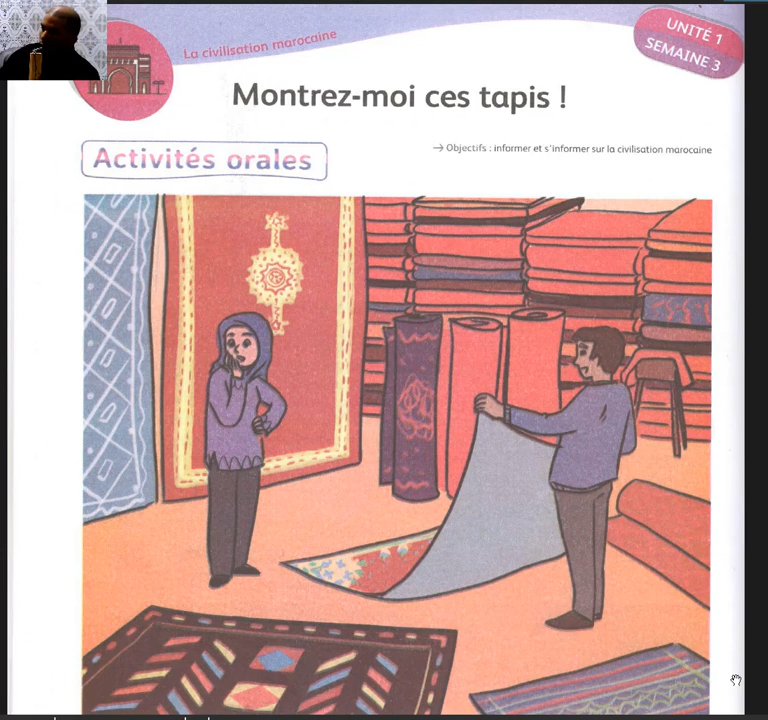 La civilisation marocaine
UNITÉ 1
SEMAINE 3
Montrez-moi ces tapis !
Activités orales
→ Objectifs : informer et s'informer sur la civilisation marocaine